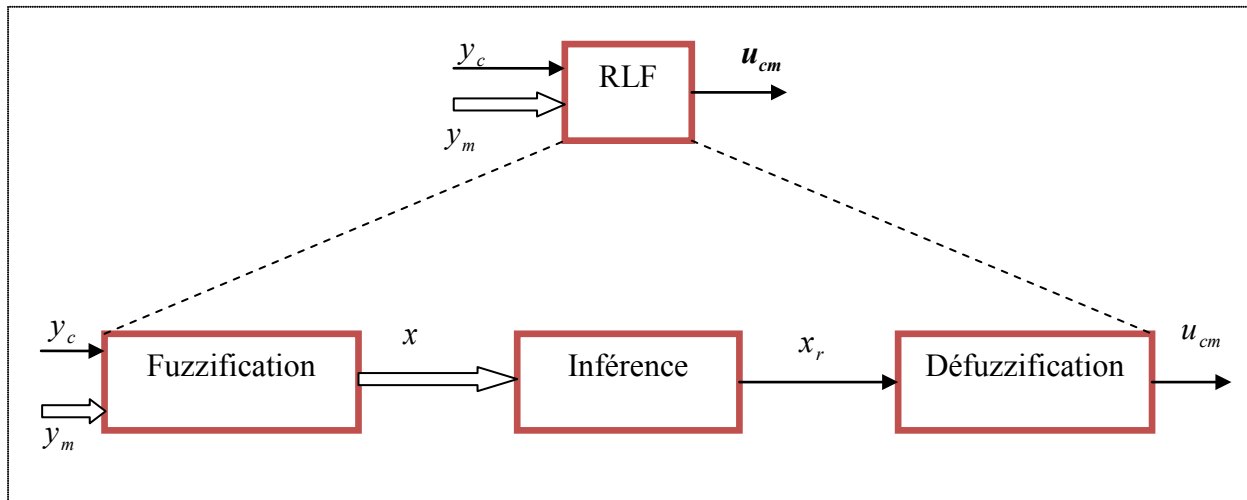 y_c
RLF
u_cm
y_m
y_c
Fuzzification
x
Inférence
x_r
Défuzzification
u_cm
y_m